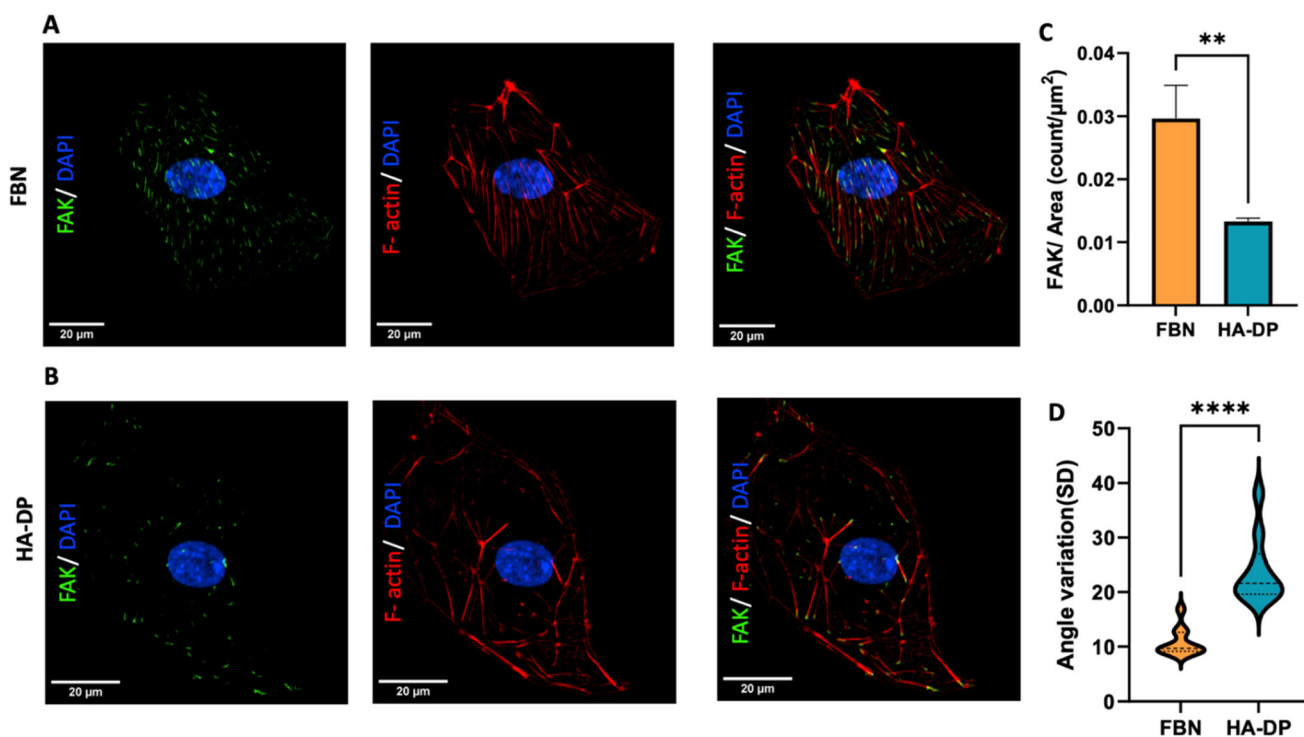 A
FBN
FAK/ DAPI
20 µm
F- actin/ DAPI
20 µm
FAK/ F-actin/ DAPI
20 µm
B
HA-DP
FAK/ DAPI
20 µm
F- actin/ DAPI
20 µm
FAK/ F-actin/ DAPI
20 µm
C
**
FAK/ Area (count/µm²)
0.04
0.03
0.02
0.01
0.00
FBN HA-DP
D
****
Angle variation(SD)
50
40
30
20
10
0
FBN HA-DP